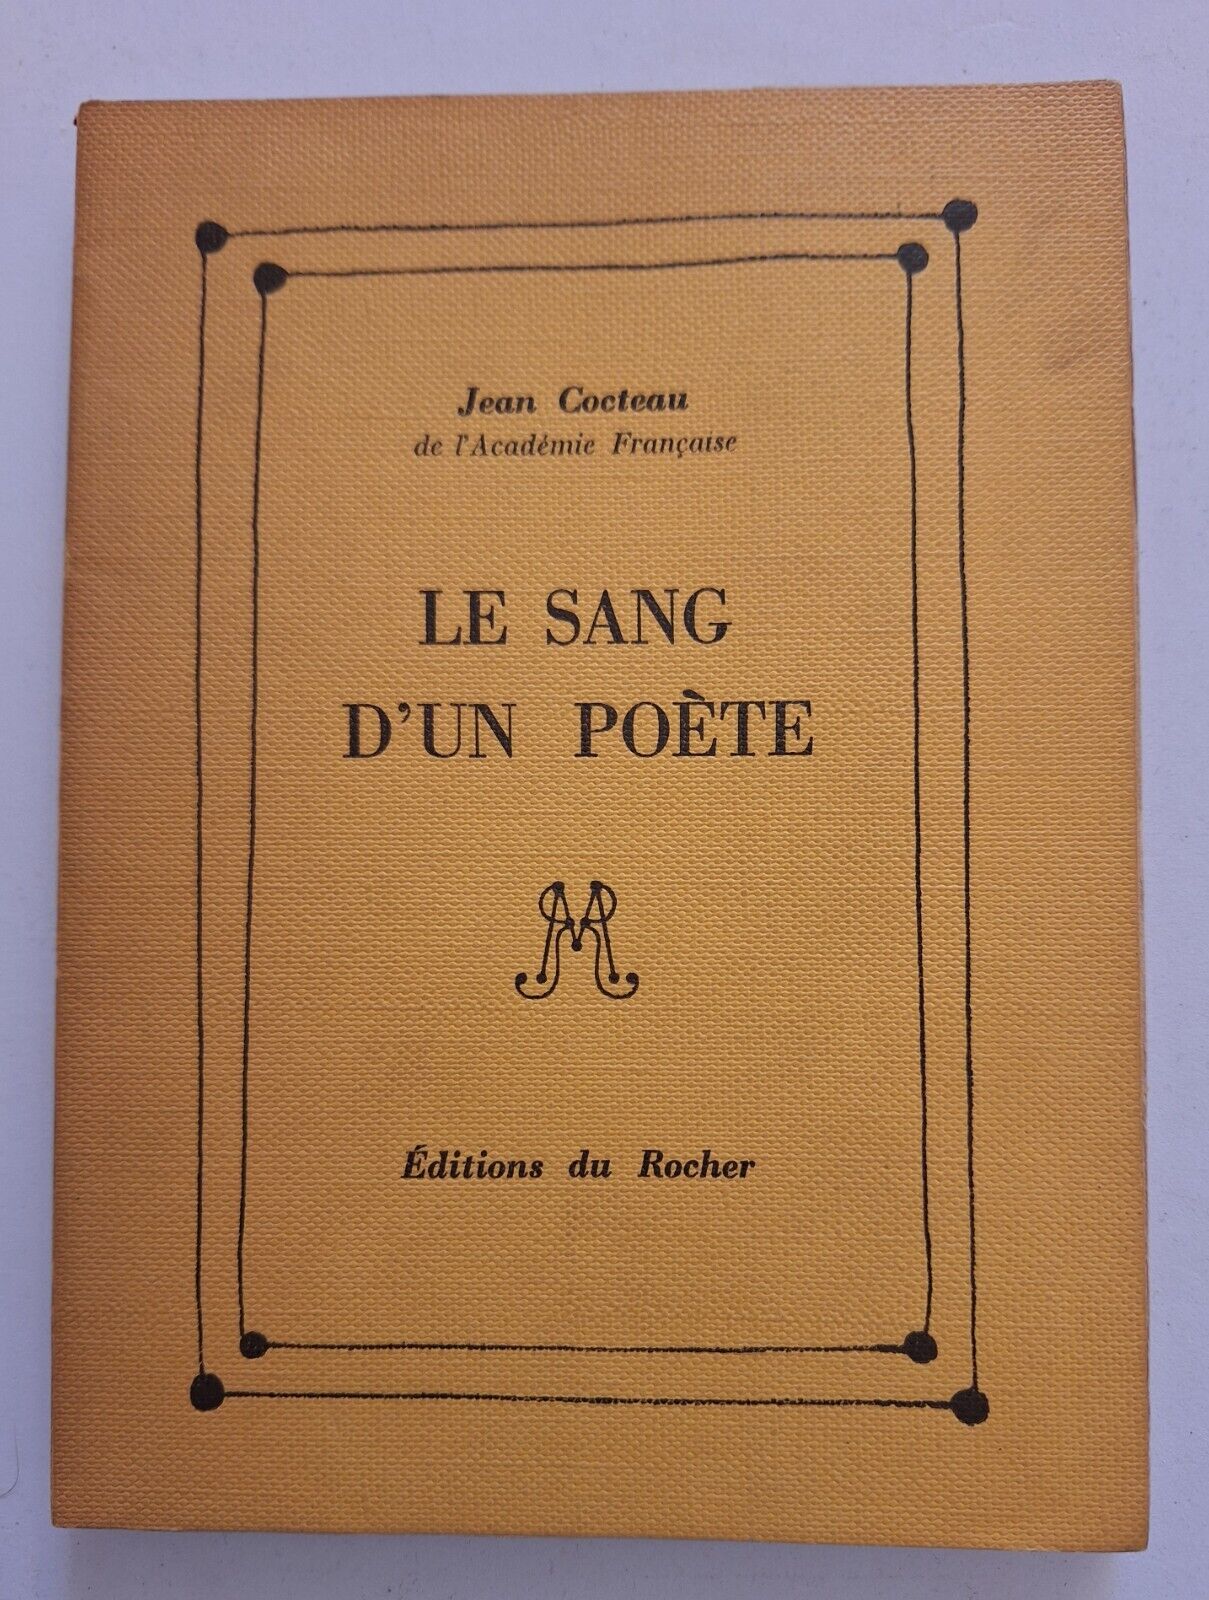 Jean Cocteau
de l'Académie Française
LE SANG
D'UN POÈTE
Éditions du Rocher